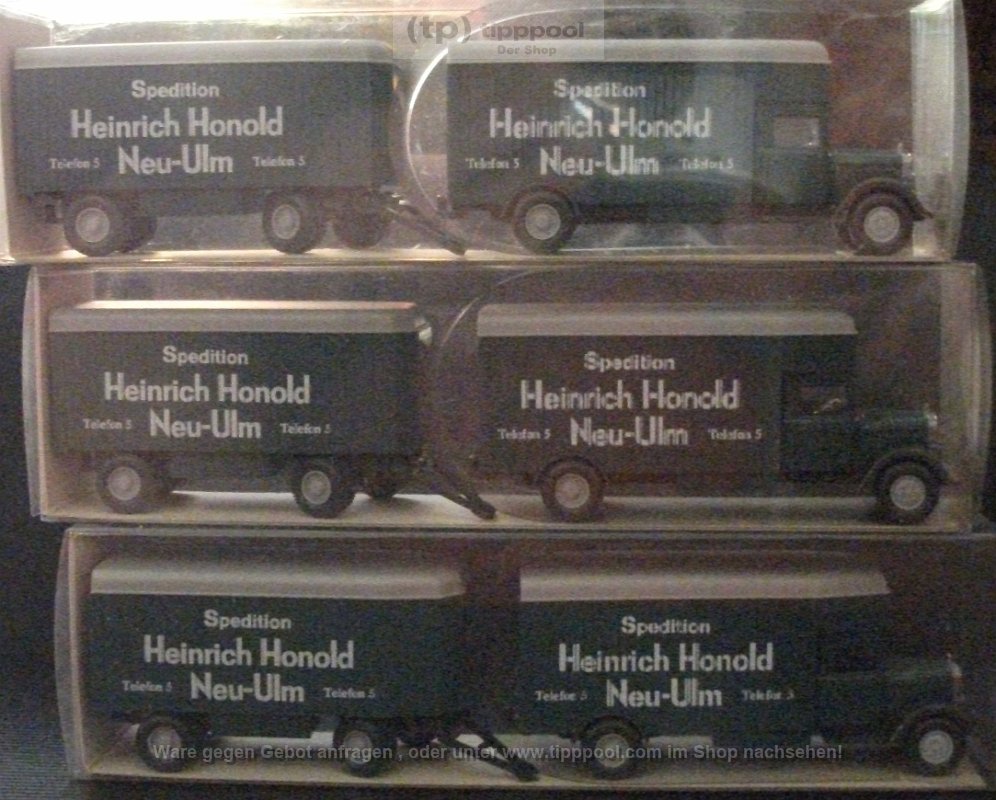 (tp) tipppool
Der Shop
Spedition
Heinrich Honold
Telefon 5 Neu-Ulm Telefon 5
Spedition
Heinrich Honold
Telefon 5 Neu-Ulm Telefon 5
Spedition
Heinrich Honold
Telefon 5 Neu-Ulm Telefon 5
Spedition
Heinrich Honold
Telefon 5 Neu-Ulm Telefon 5
Spedition
Heinrich Honold
Telefon 5 Neu-Ulm Telefon 5
Spedition
Heinrich Honold
Telefon 5 Neu-Ulm Telefon 5
Ware gegen Gebot anfragen , oder unter www.tipppool.com im Shop nachsehen!